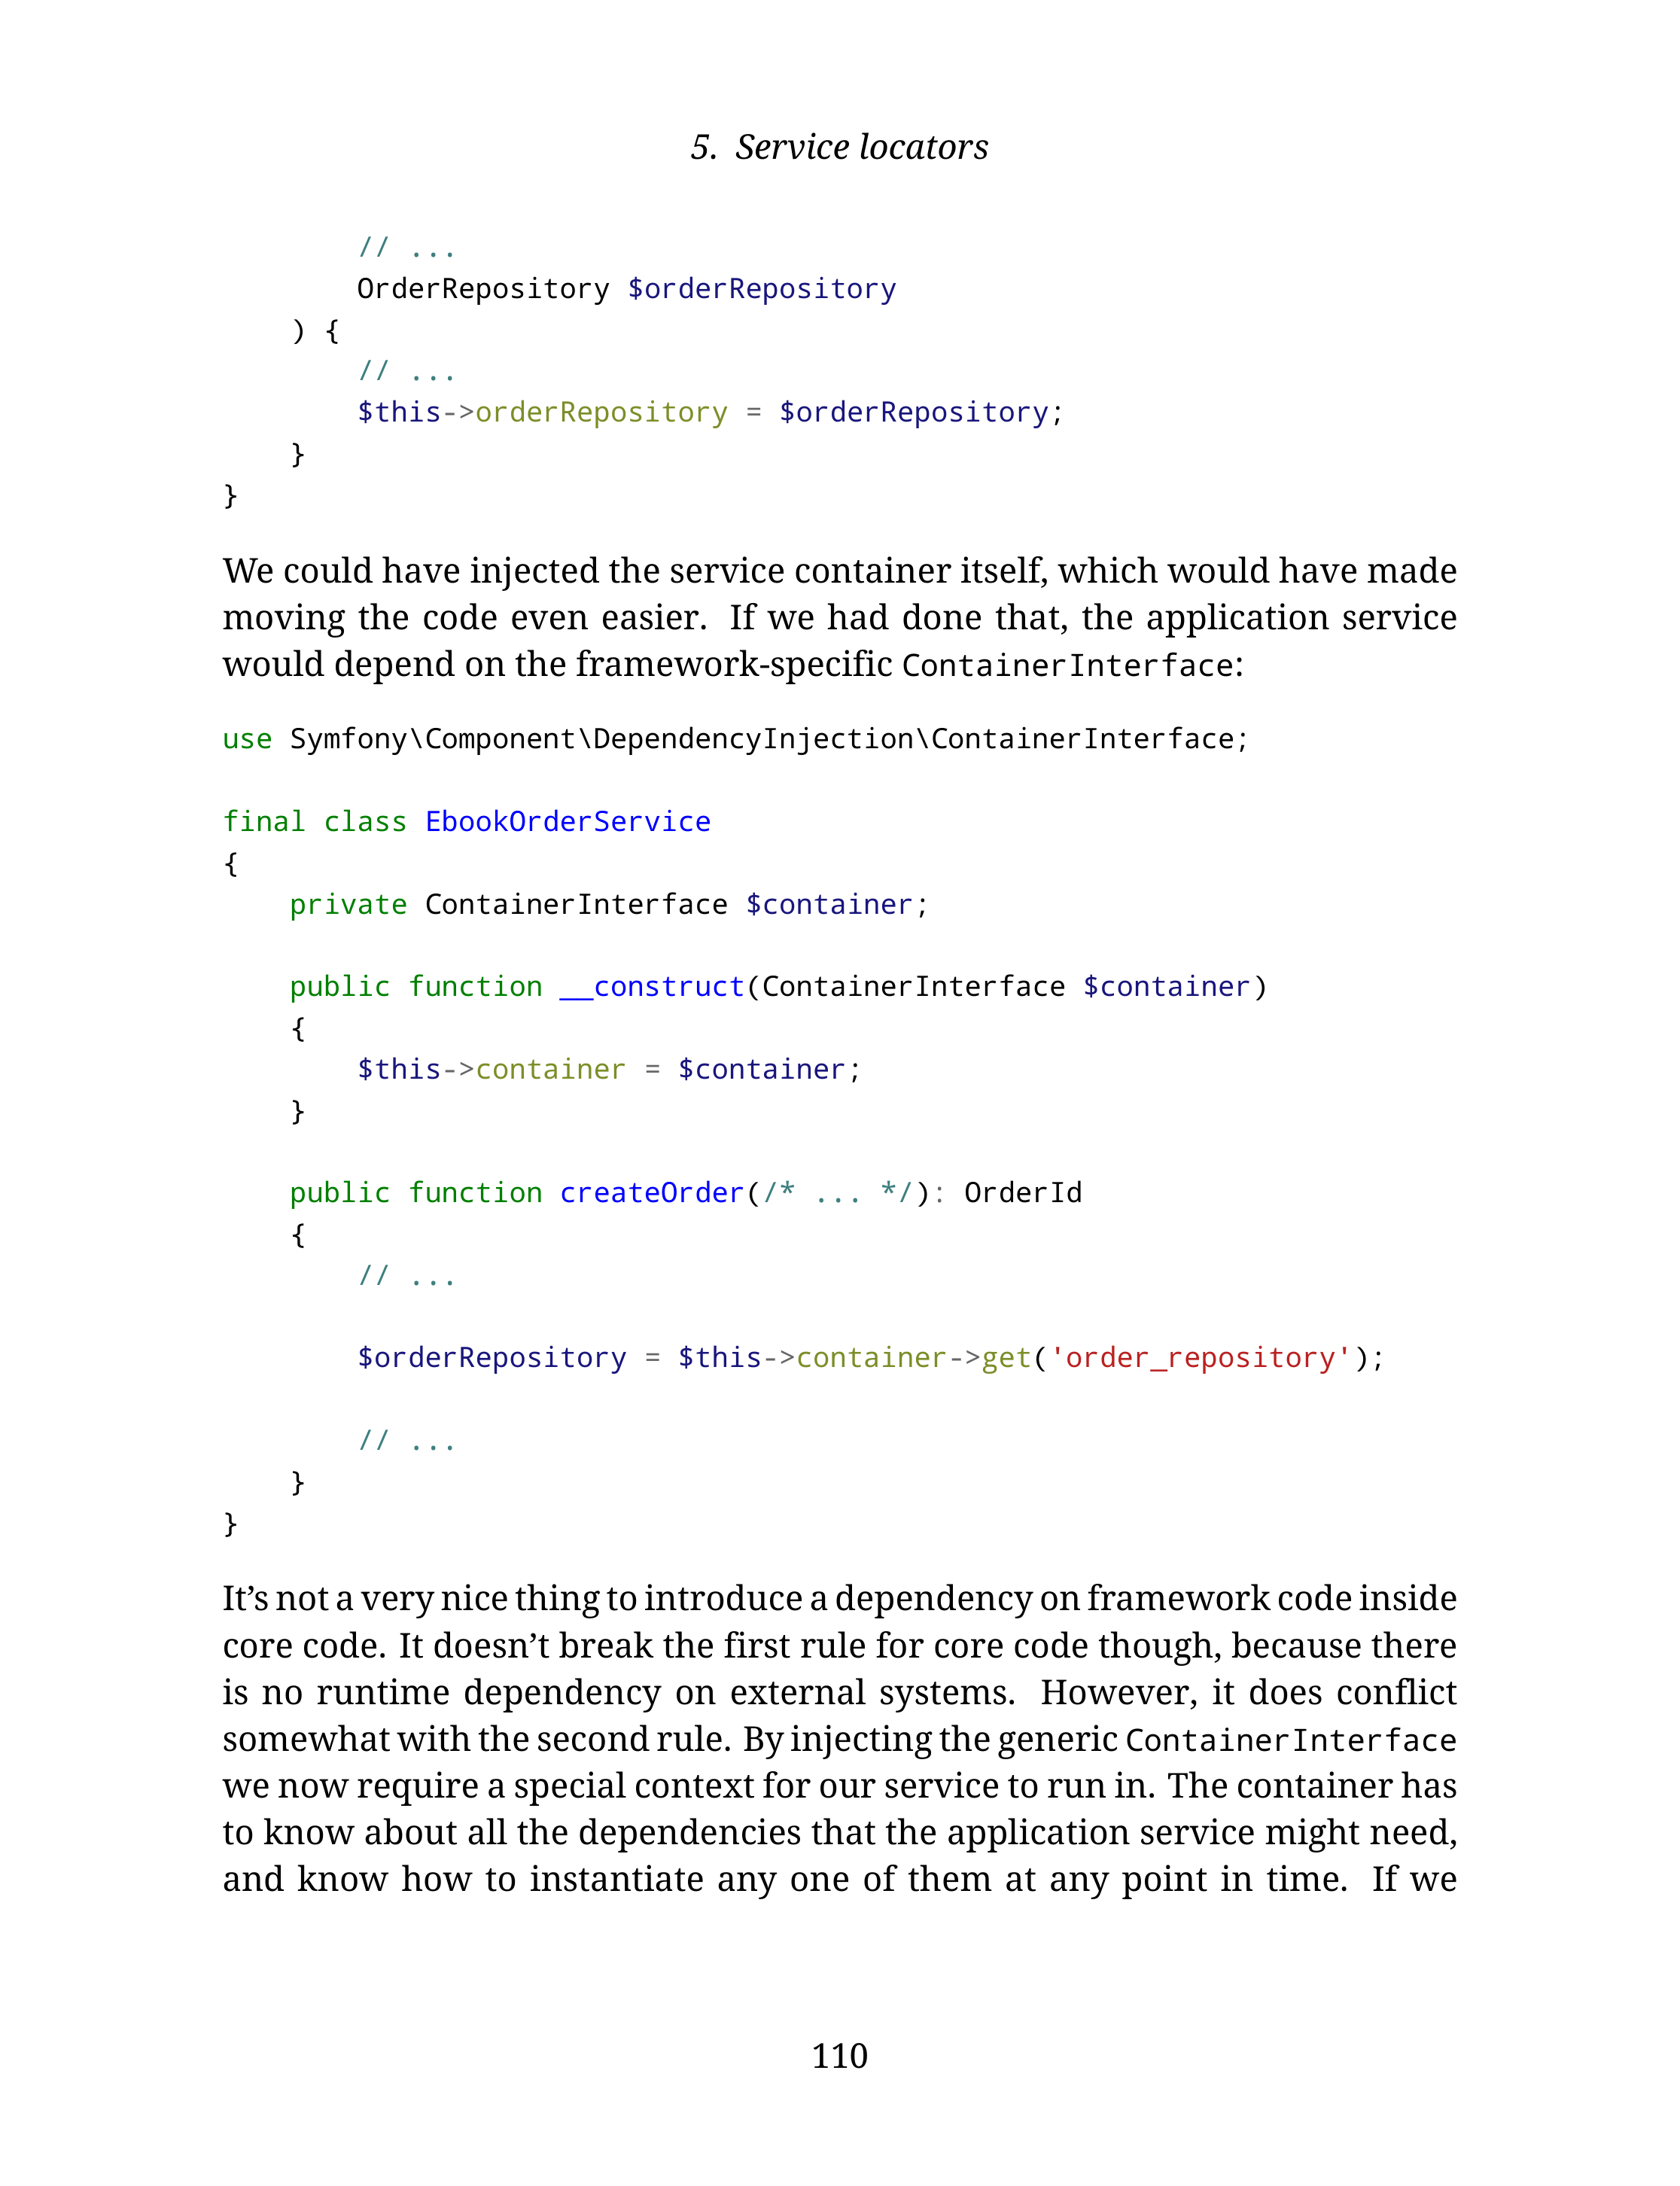 5. Service locators
        // ...
        OrderRepository $orderRepository
    ) {
        // ...
        $this->orderRepository = $orderRepository;
    }
}
We could have injected the service container itself, which would have made
moving the code even easier. If we had done that, the application service
would depend on the framework-specific ContainerInterface:
use Symfony\Component\DependencyInjection\ContainerInterface;
final class EbookOrderService
{
    private ContainerInterface $container;
    public function __construct(ContainerInterface $container)
    {
        $this->container = $container;
    }
    public function createOrder(/* ... */): OrderId
    {
        // ...
        $orderRepository = $this->container->get('order_repository');
        // ...
    }
}
It’s not a very nice thing to introduce a dependency on framework code inside
core code. It doesn’t break the first rule for core code though, because there
is no runtime dependency on external systems. However, it does conflict
somewhat with the second rule. By injecting the generic ContainerInterface
we now require a special context for our service to run in. The container has
to know about all the dependencies that the application service might need,
and know how to instantiate any one of them at any point in time. If we
110